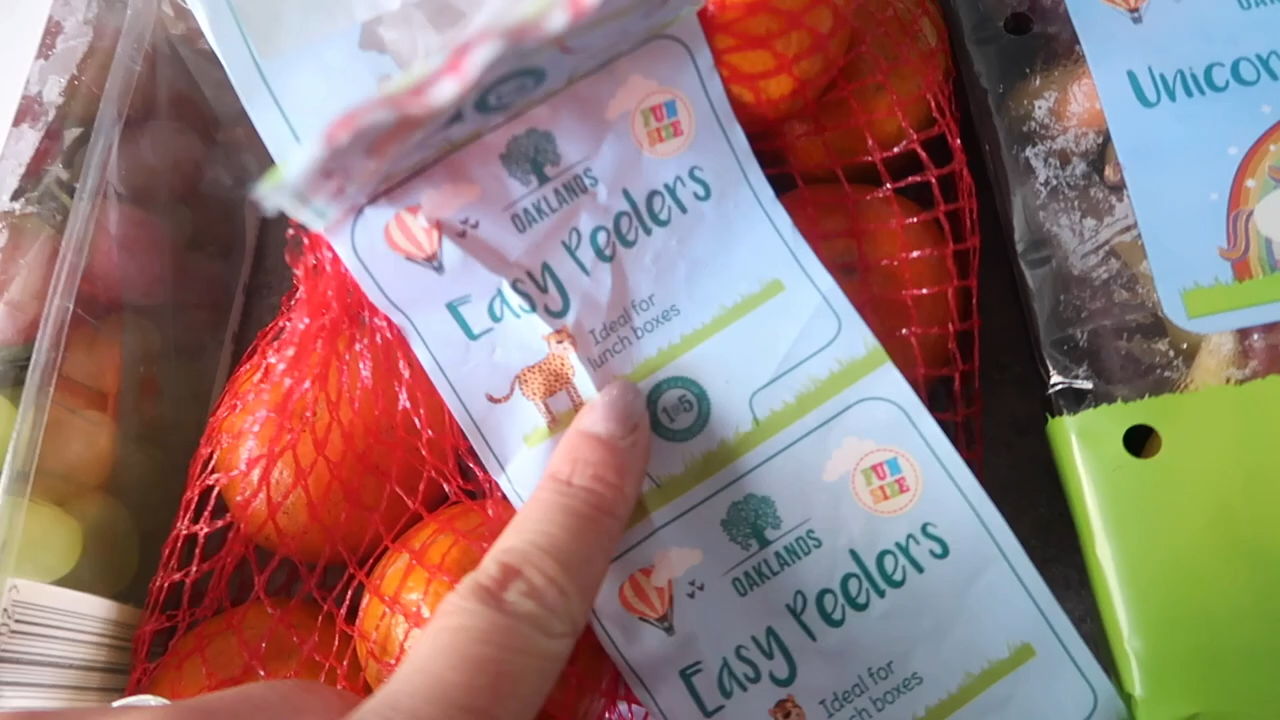 FUN
SIZE
OAKLANDS
Easy Peelers
Ideal for
lunch boxes
1 OF 5
FUN
SIZE
OAKLANDS
Easy Peelers
Ideal for